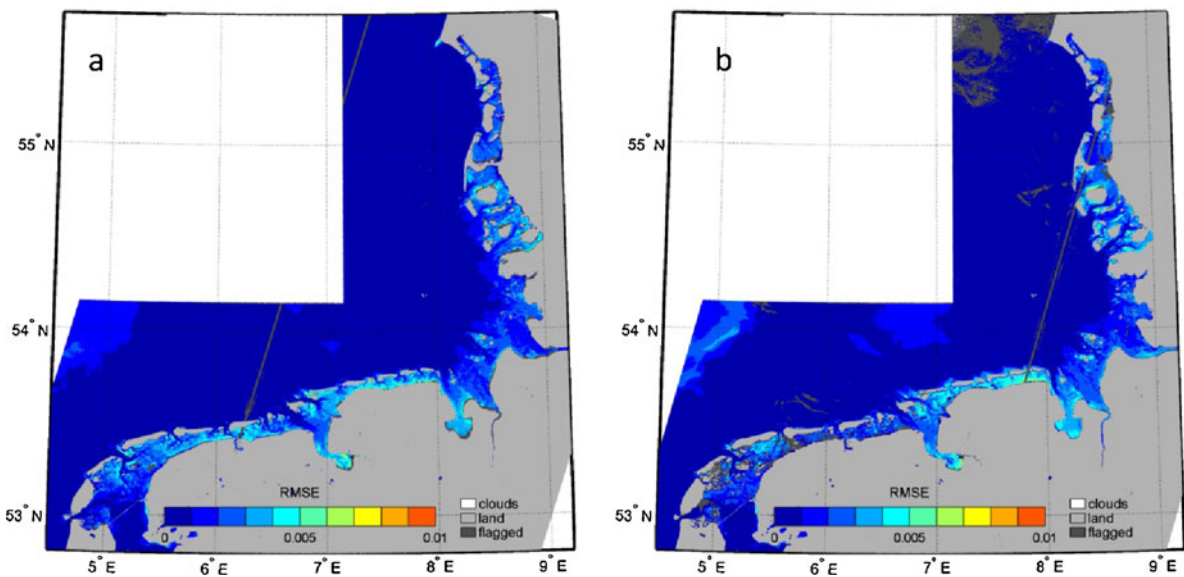 a
55° N
54° N
53° N
RMSE
0
0.005
0.01
clouds
land
flagged
5° E
6° E
7° E
8° E
9° E
b
55° N
54° N
53° N
RMSE
0
0.005
0.01
clouds
land
flagged
5° E
6° E
7° E
8° E
9° E